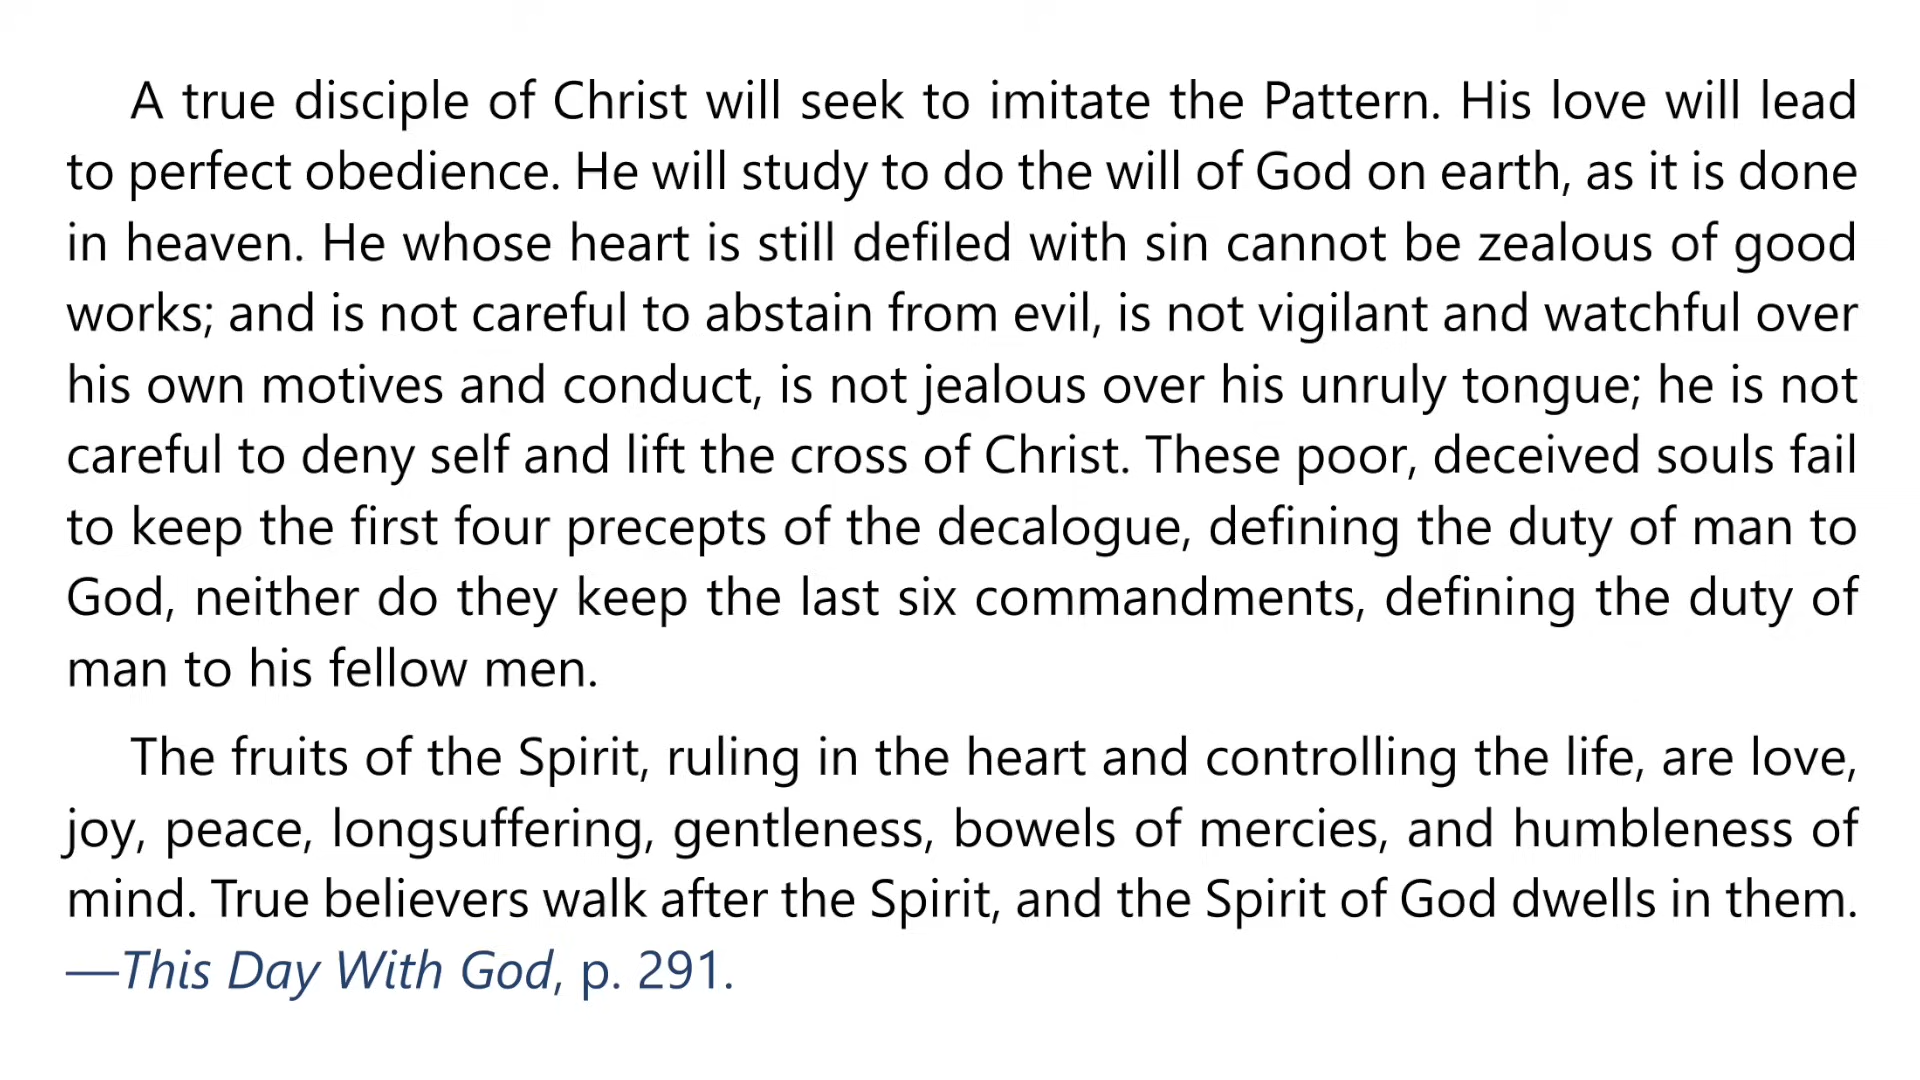 A true disciple of Christ will seek to imitate the Pattern. His love will lead
to perfect obedience. He will study to do the will of God on earth, as it is done
in heaven. He whose heart is still defiled with sin cannot be zealous of good
works; and is not careful to abstain from evil, is not vigilant and watchful over
his own motives and conduct, is not jealous over his unruly tongue; he is not
careful to deny self and lift the cross of Christ. These poor, deceived souls fail
to keep the first four precepts of the decalogue, defining the duty of man to
God, neither do they keep the last six commandments, defining the duty of
man to his fellow men.
The fruits of the Spirit, ruling in the heart and controlling the life, are love,
joy, peace, longsuffering, gentleness, bowels of mercies, and humbleness of
mind. True believers walk after the Spirit, and the Spirit of God dwells in them.
—This Day With God, p. 291.